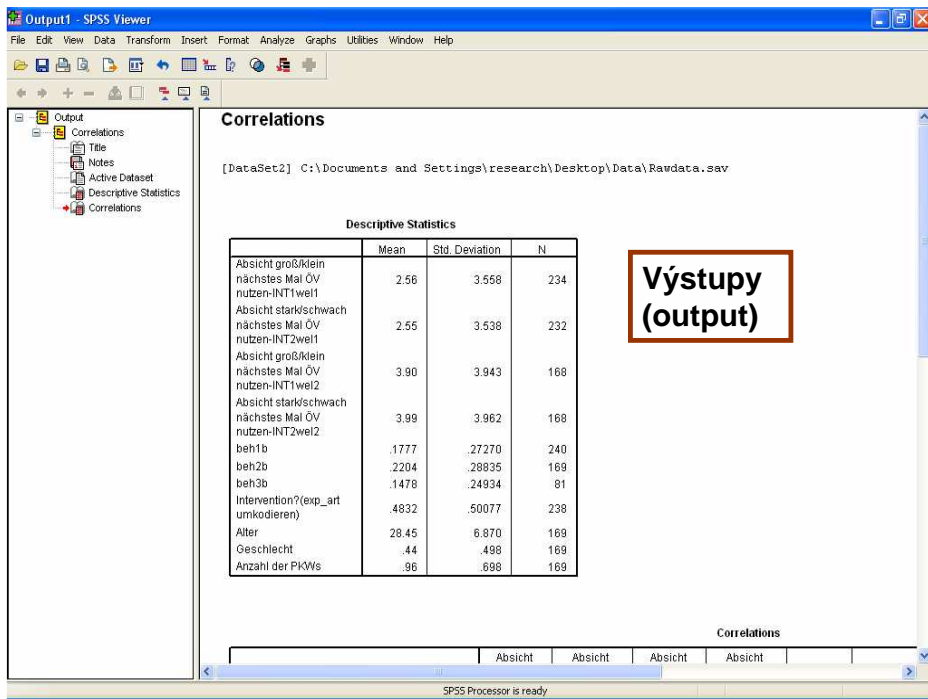 Output1 - SPSS Viewer
File Edit View Data Transform Insert Format Analyze Graphs Utilities Window Help
Output
Correlations
Title
Notes
Active Dataset
Descriptive Statistics
Correlations
Correlations
[DataSet2] C:\Documents and Settings\research\Desktop\Data\Rawdata.sav
Descriptive Statistics
Mean Std. Deviation N
Absicht groß/klein
nächstes Mal ÖV
nutzen-INT1wel1
2.56 3.558 234
Absicht stark/schwach
nächstes Mal ÖV
nutzen-INT2wel1
2.55 3.538 232
Absicht groß/klein
nächstes Mal ÖV
nutzen-INT1wel2
3.90 3.943 168
Absicht stark/schwach
nächstes Mal ÖV
nutzen-INT2wel2
3.99 3.962 168
beh1b .1777 .27270 240
beh2b .2204 .28835 169
beh3b .1478 .24934 81
Intervention?(exp_art
umkodieren)
.4832 .50077 238
Alter 28.45 6.870 169
Geschlecht .44 .498 169
Anzahl der PKWs .96 .698 169
Výstupy
(output)
Correlations
Absicht Absicht Absicht Absicht
SPSS Processor is ready